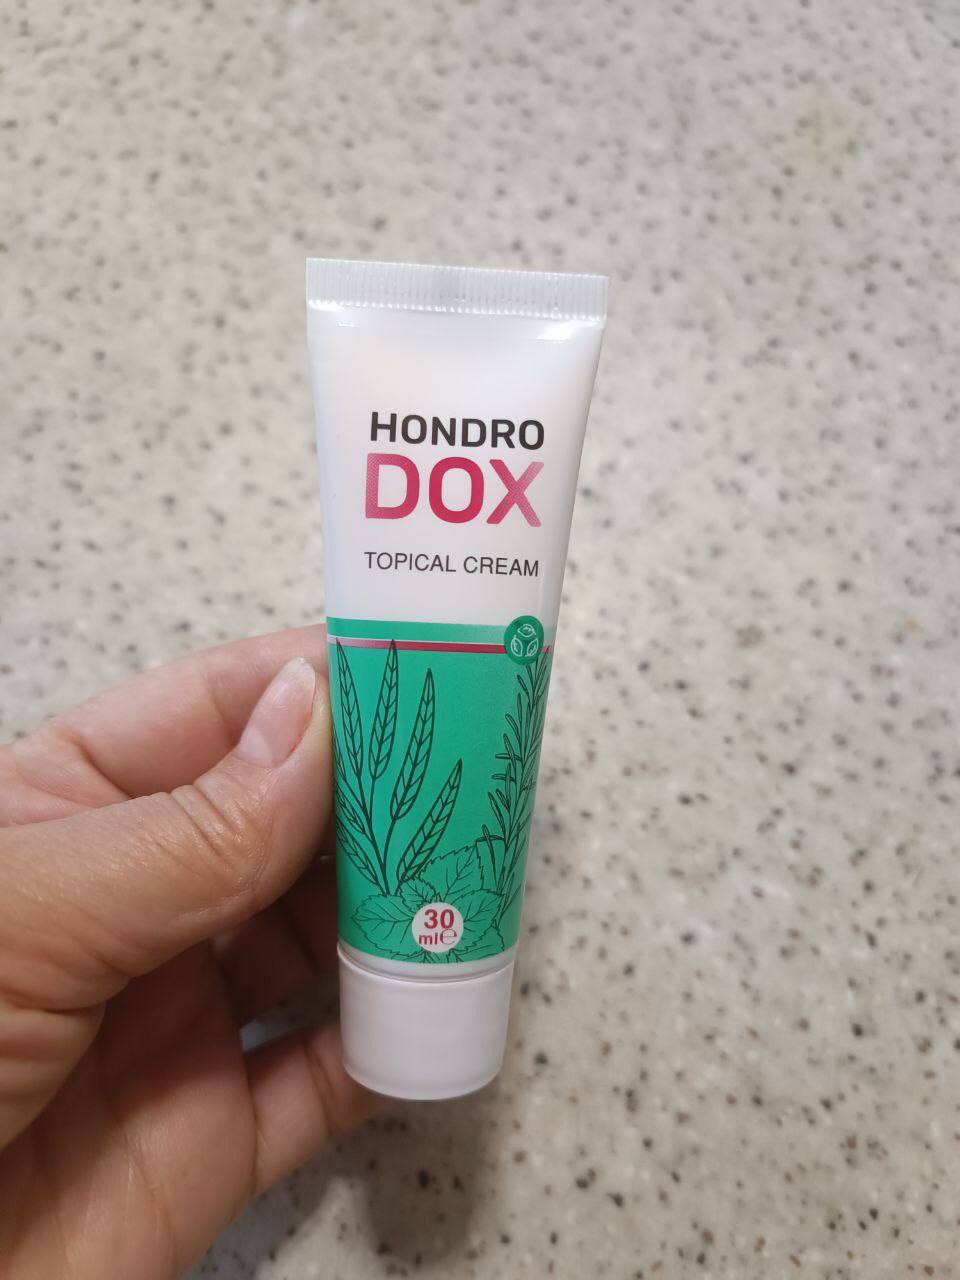 HONDRO
DOX
TOPICAL CREAM
30
ml℮